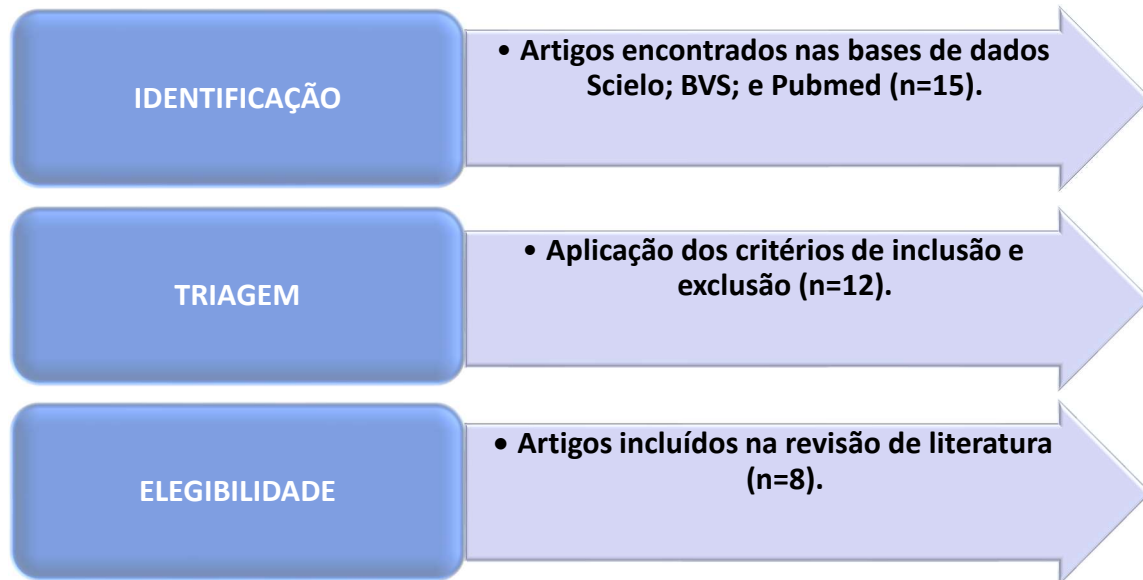 IDENTIFICAÇÃO
• Artigos encontrados nas bases de dados
Scielo; BVS; e Pubmed (n=15).
TRIAGEM
• Aplicação dos critérios de inclusão e
exclusão (n=12).
ELEGIBILIDADE
• Artigos incluídos na revisão de literatura
(n=8).